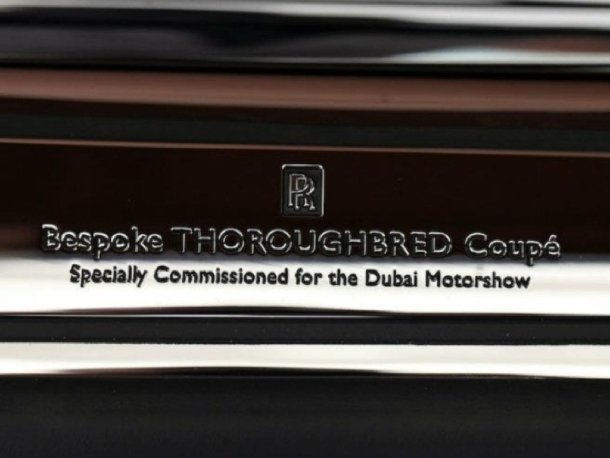 RR
Bespoke THOROUGHBRED Coupé
Specially Commissioned for the Dubai Motorshow